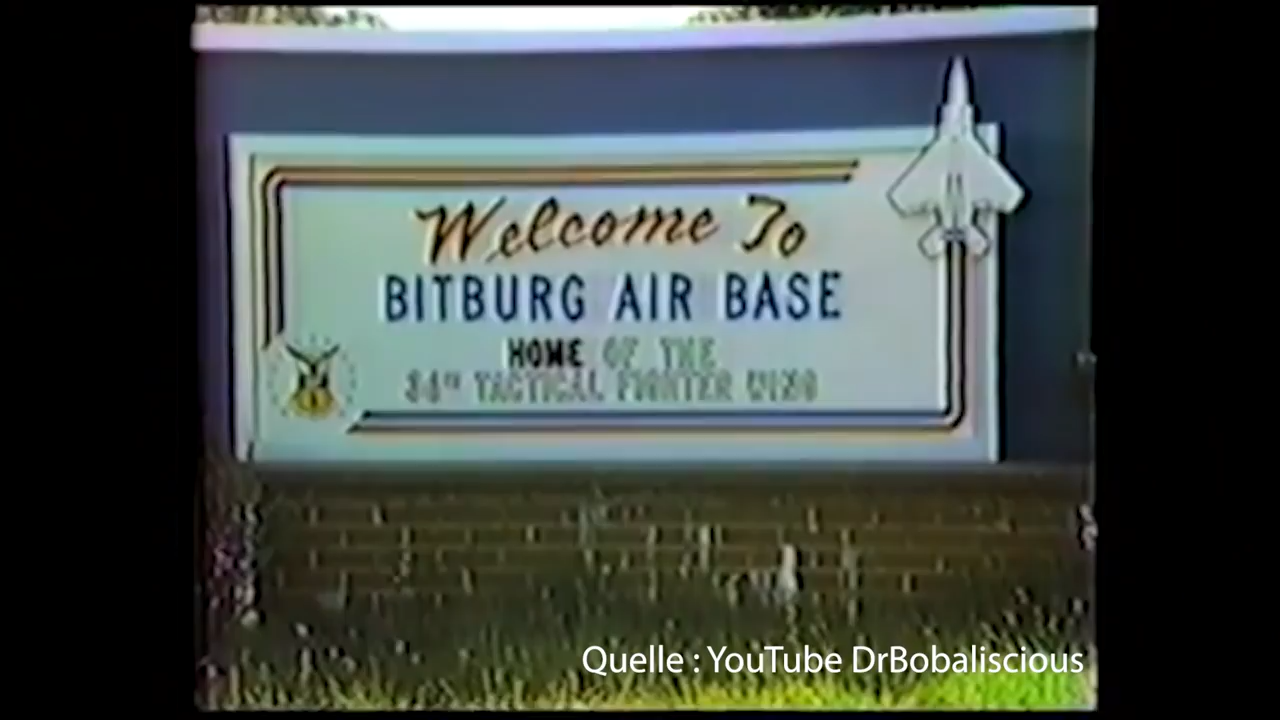 Welcome To
BITBURG AIR BASE
HOME OF THE
36TH TACTICAL FIGHTER WING
Quelle : YouTube DrBobaliscious